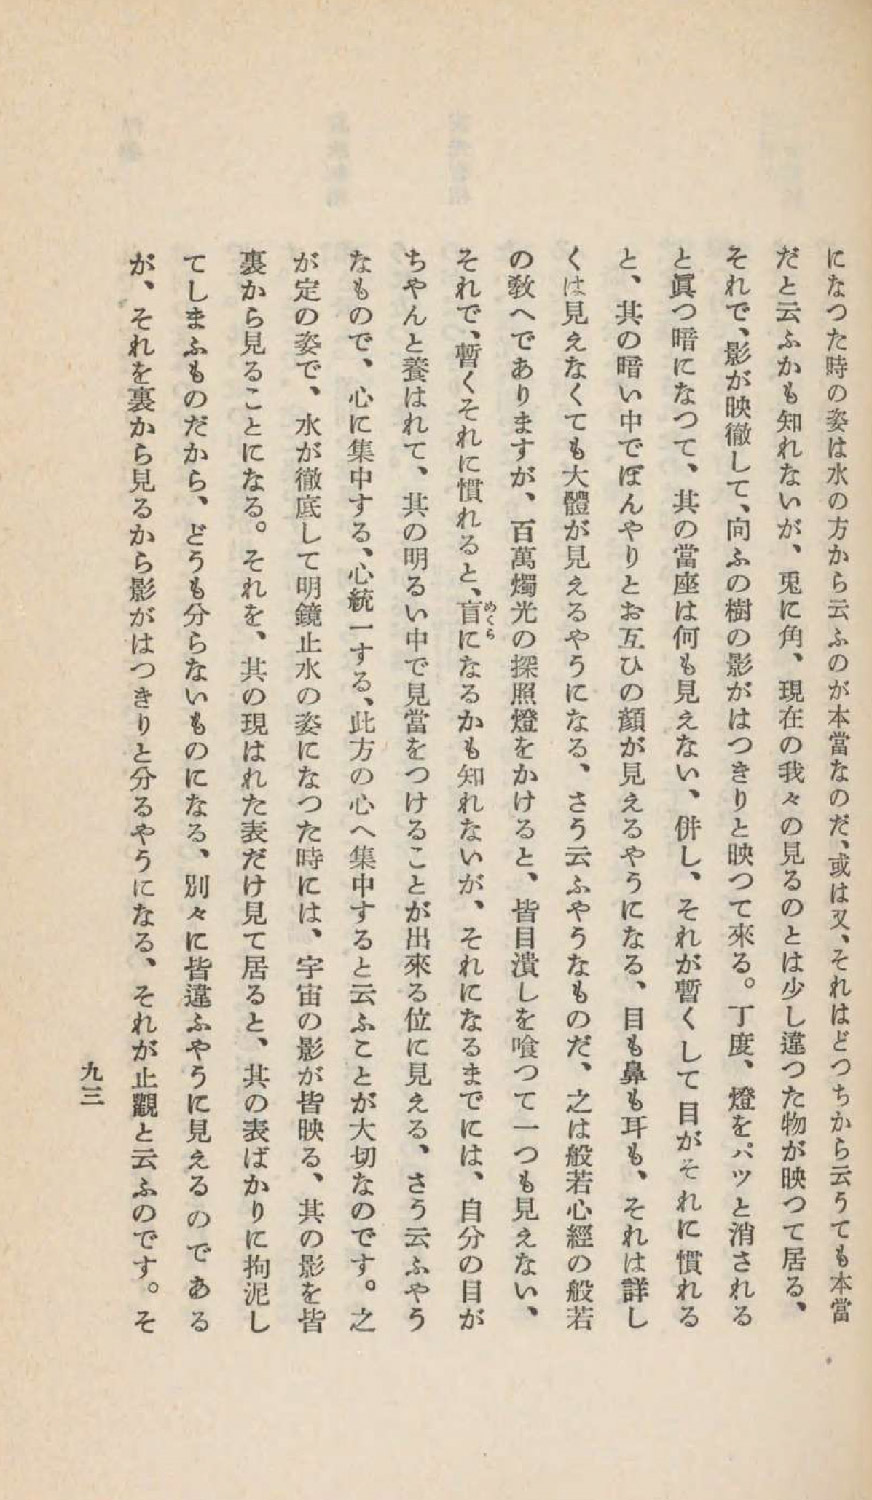 になつた時の姿は水の方から云ふのが本當なのだ、或は又、それはどつちから云うても本當
だと云ふかも知れないが、兎に角、現在の我々の見るのとは少し違つた物が映つて居る、
それで、影が映徹して、向ふの樹の影がはつきりと映つて來る。丁度、燈をパツと消される
と眞つ暗になつて、其の當座は何も見えない、併し、それが暫くして目がそれに慣れる
と、其の暗い中でぼんやりとお互ひの顔が見えるやうになる、目も鼻も耳も、それは詳し
くは見えなくても大體が見えるやうになる、さう云ふやうなものだ、之は般若心經の般若
の教へでありますが、百萬燭光の探照燈をかけると、皆目潰しを喰つて一つも見えない、
それで、暫くそれに慣れると、盲になるかも知れないが、それになるまでには、自分の目が
めくら
ちやんと養はれて、其の明るい中で見當をつけることが出來る位に見える、さう云ふやう
なもので、心に集中する、心統一する、此方の心へ集中すると云ふことが大切なのです。之
が定の姿で、水が徹底して明鏡止水の姿になつた時には、宇宙の影が皆映る、其の影を皆
裏から見ることになる。それを、其の現はれた表だけ見て居ると、其の表ばかりに拘泥し
てしまふものだから、どうも分らないものになる、別々に皆違ふやうに見えるのである
が、それを裏から見るから影がはつきりと分るやうになる、それが止觀と云ふのです。そ
九三